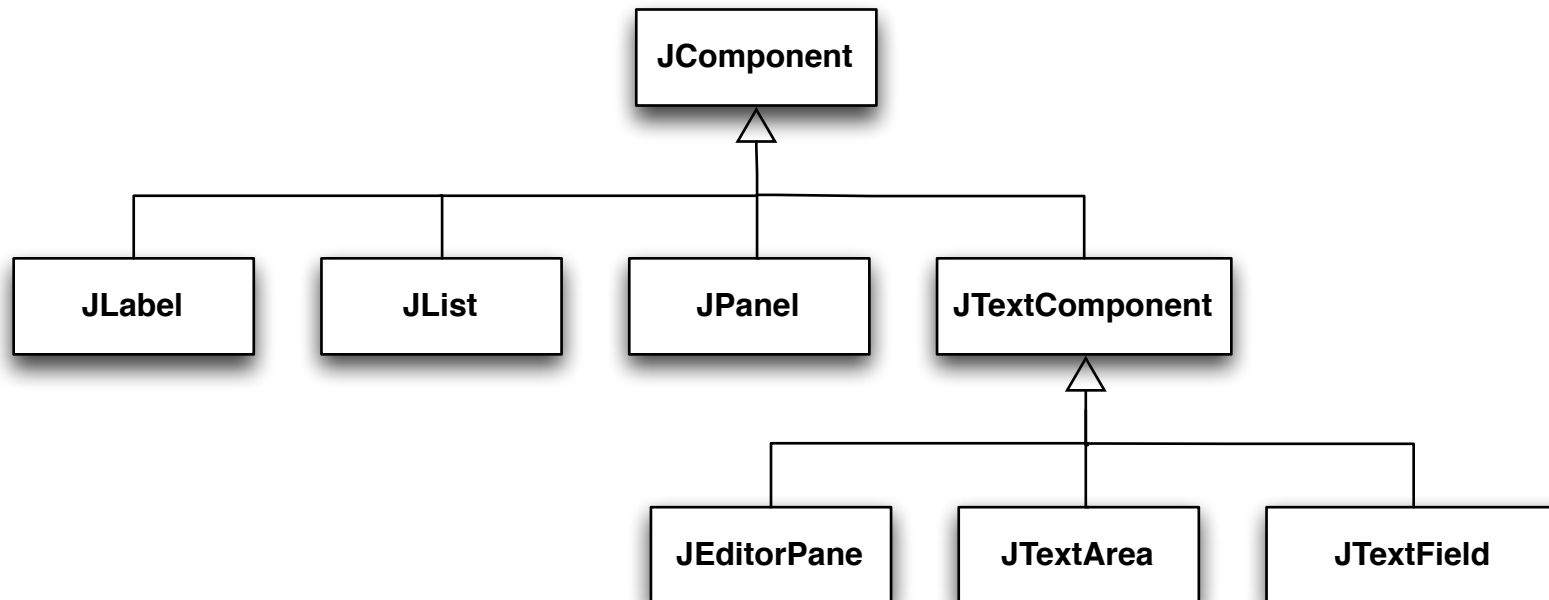 JComponent
JLabel
JList
JPanel
JTextComponent
JEditorPane
JTextArea
JTextField